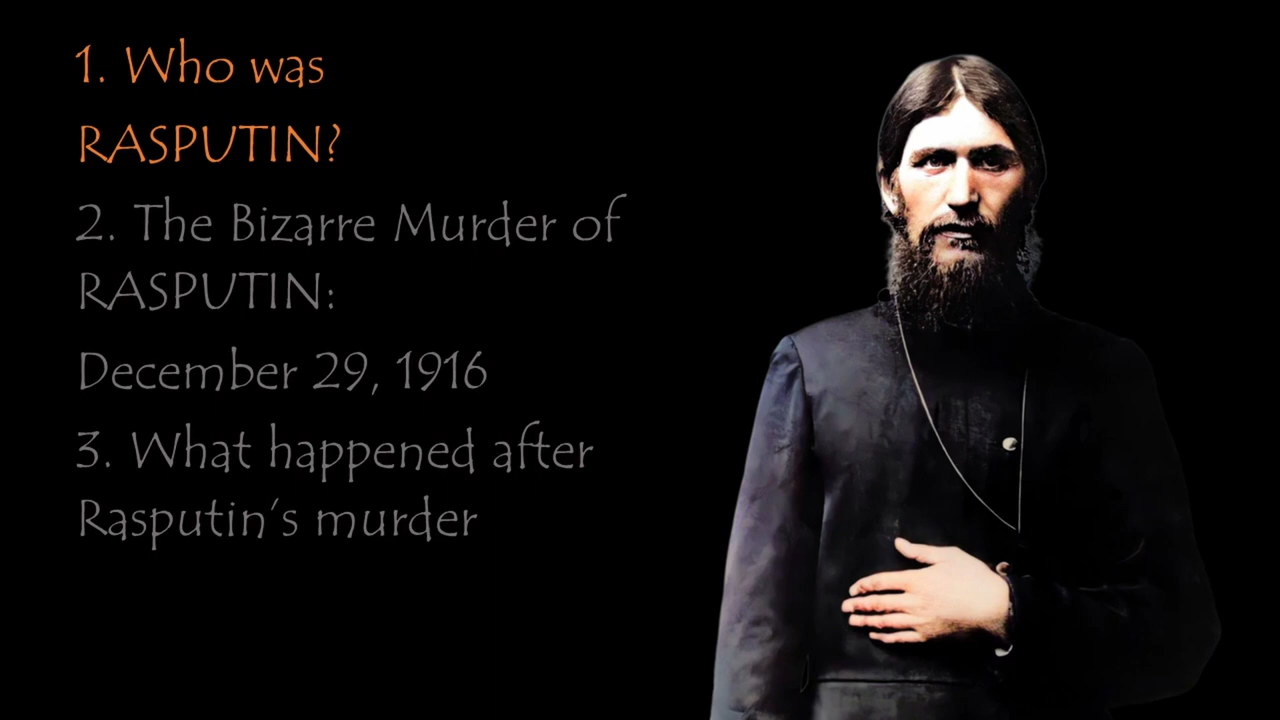 1. Who was
RASPUTIN?
2. The Bizarre Murder of
RASPUTIN:
December 29, 1916
3. What happened after
Rasputin's murder